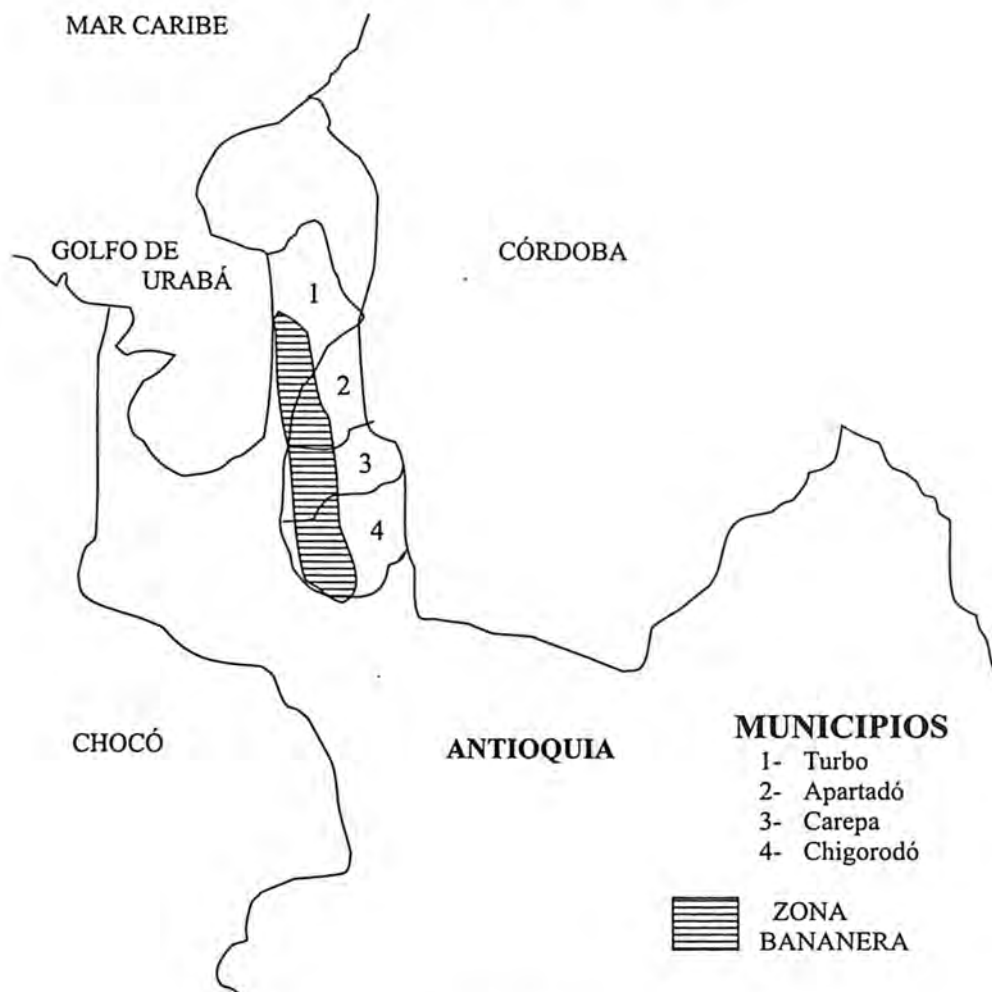 MAR CARIBE
GOLFO DE
URABÁ
CÓRDOBA
1
2
3
4
CHOCÓ
ANTIOQUIA
MUNICIPIOS
1- Turbo
2- Apartadó
3- Carepa
4- Chigorodó
ZONA
BANANERA